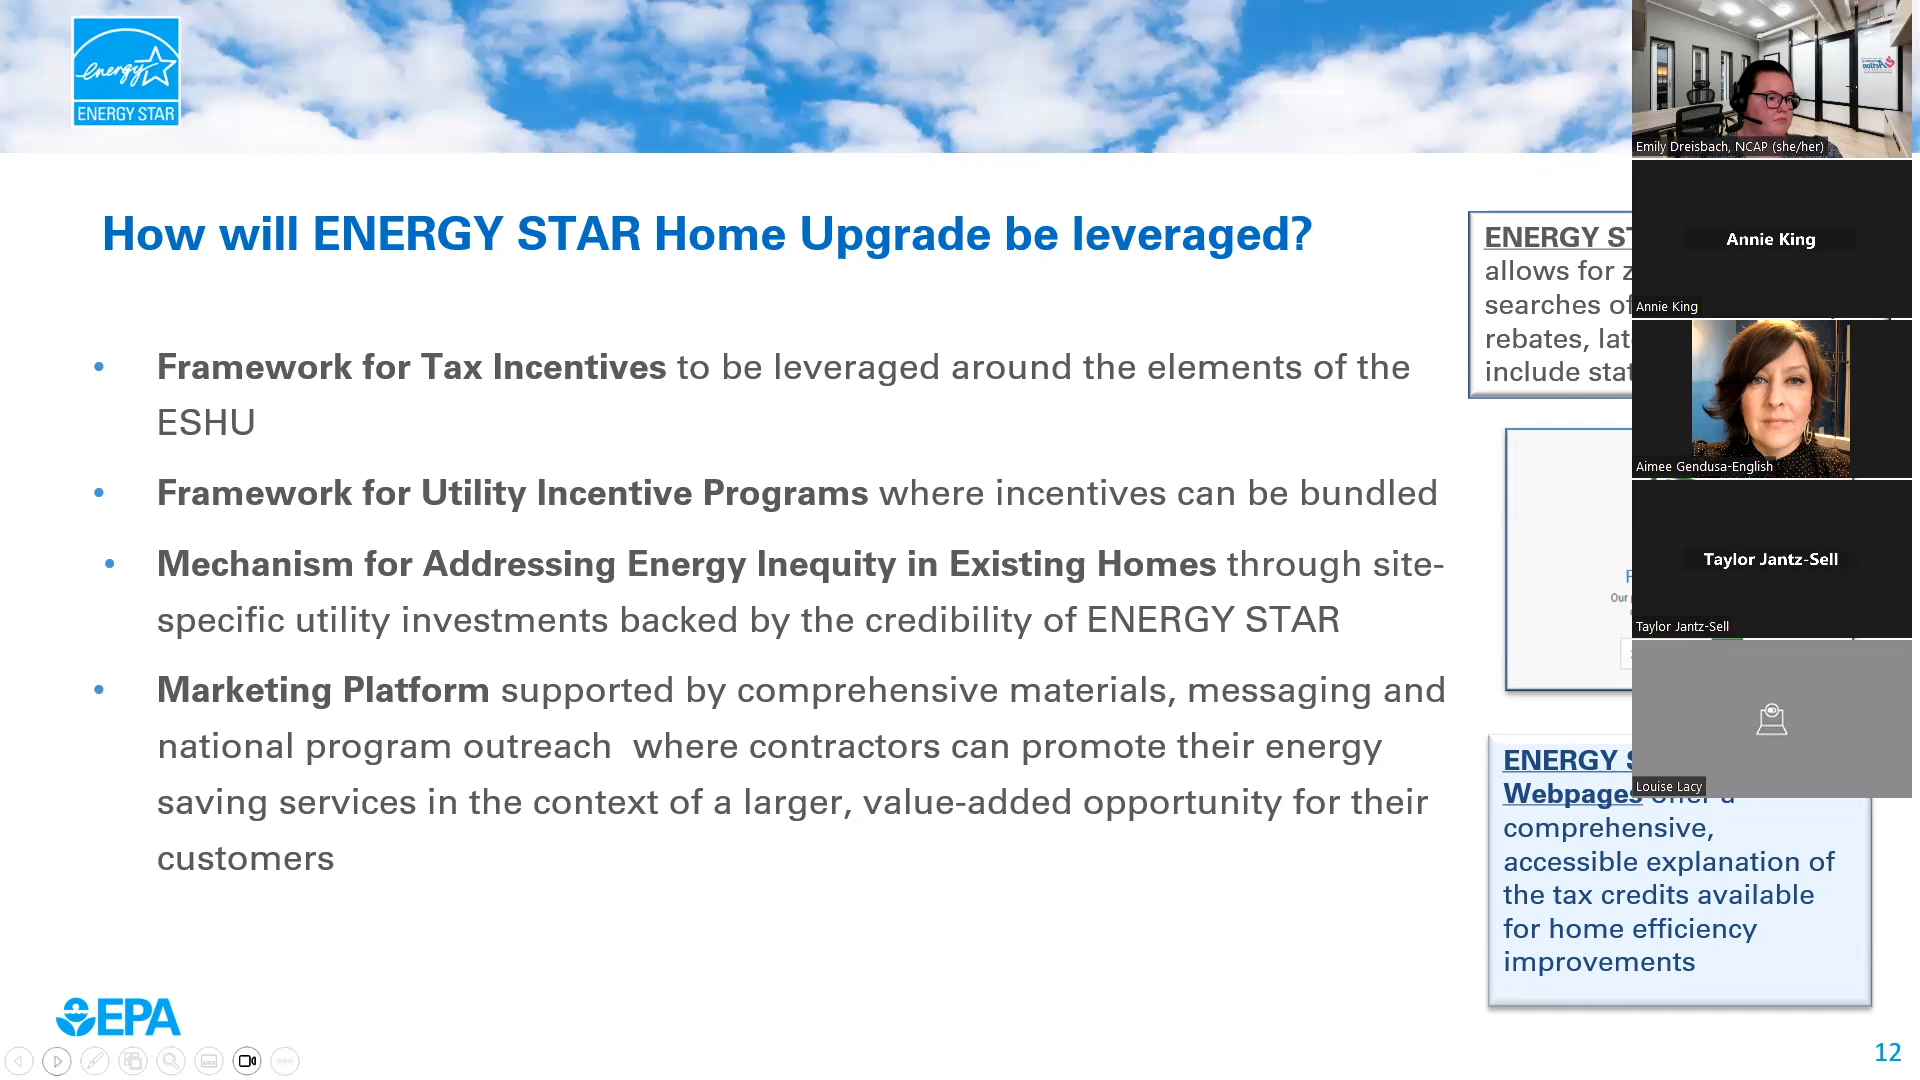 energy
ENERGY STAR
How will ENERGY STAR Home Upgrade be leveraged?
• Framework for Tax Incentives to be leveraged around the elements of the
ESHU
• Framework for Utility Incentive Programs where incentives can be bundled
• Mechanism for Addressing Energy Inequity in Existing Homes through site-
specific utility investments backed by the credibility of ENERGY STAR
• Marketing Platform supported by comprehensive materials, messaging and
national program outreach  where contractors can promote their energy
saving services in the context of a larger, value-added opportunity for their
customers
EPA
ENERGY
allows for
searches of
rebates,
include
Our
ENERGY
Webpages offer a
comprehensive,
accessible explanation of
the tax credits available
for home efficiency
improvements
12
Action
Emily Dreisbach, NCAP (she/her)
Annie King
Annie King
Aimee Gendusa-English
Taylor Jantz-Sell
Taylor Jantz-Sell
Louise Lacy